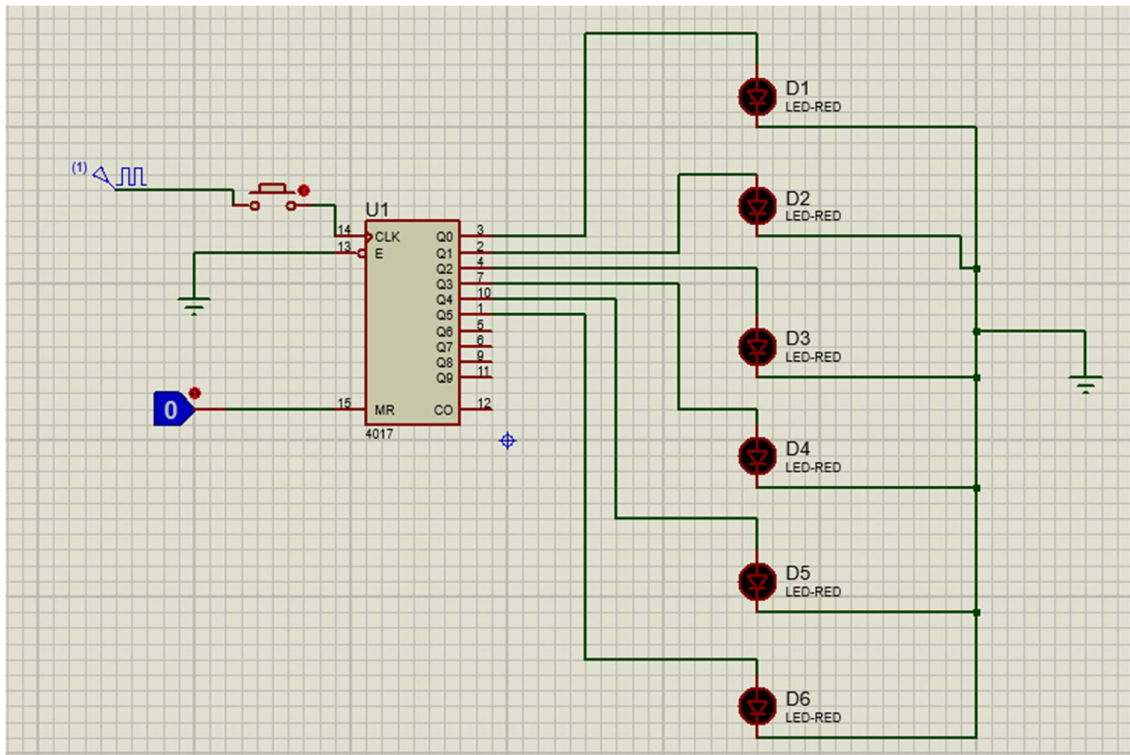 D1
LED-RED
(1)
D2
LED-RED
U1
14 CLK Q0 3
13 E Q1 2
Q2 4
Q3 7
Q4 10
Q5 1
Q6 5
Q7 6
Q8 9
Q9 11
D3
LED-RED
0
15 MR CO 12
4017
D4
LED-RED
D5
LED-RED
D6
LED-RED